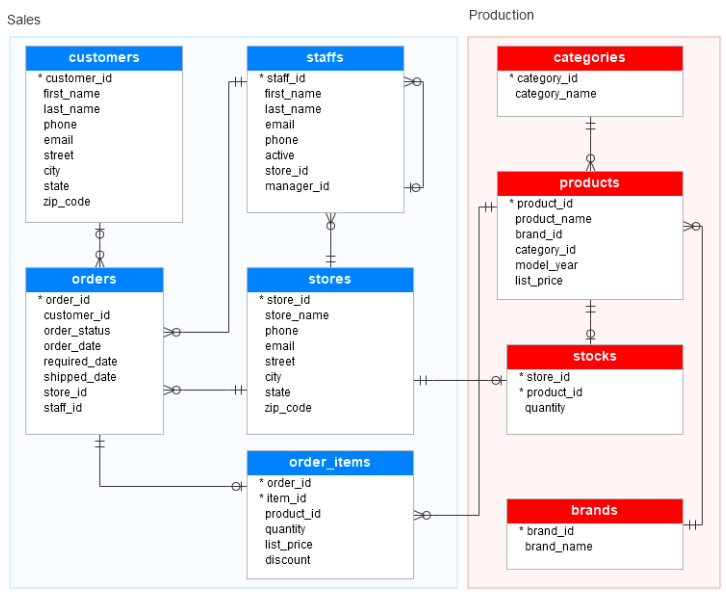 Sales
Production
customers
* customer_id
first_name
last_name
phone
email
street
city
state
zip_code
staffs
* staff_id
first_name
last_name
email
phone
active
store_id
manager_id
categories
* category_id
category_name
products
* product_id
product_name
brand_id
category_id
model_year
list_price
orders
* order_id
customer_id
order_status
order_date
required_date
shipped_date
store_id
staff_id
stores
* store_id
store_name
phone
email
street
city
state
zip_code
stocks
* store_id
* product_id
quantity
order_items
* order_id
* item_id
product_id
quantity
list_price
discount
brands
* brand_id
brand_name